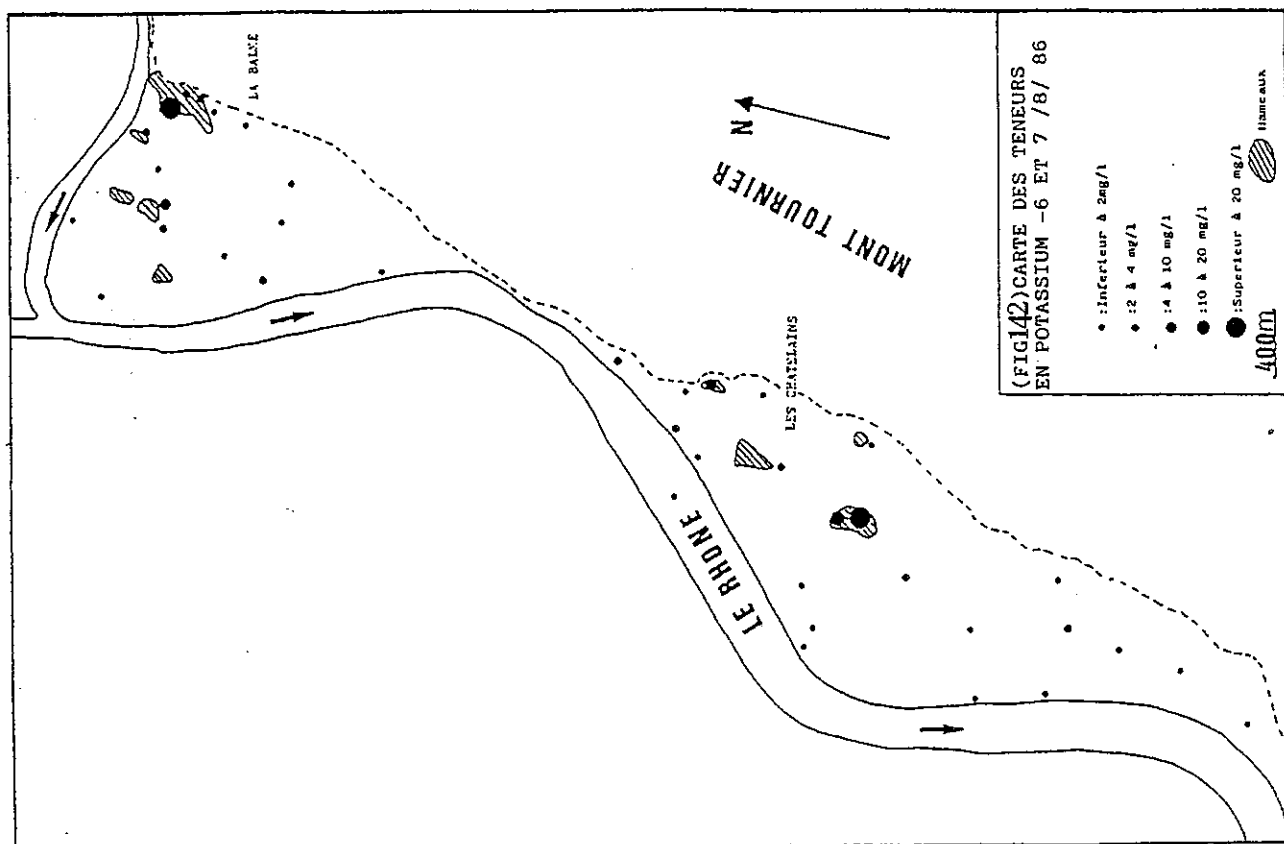 LA BALME
N
MONT TOURNIER
LES CHATELAINS
LE RHONE
(FIG142)CARTE DES TENEURS
EN POTASSIUM -6 ET 7 /8/ 86
:Inferieur à 2mg/l
:2 à 4 mg/l
:4 à 10 mg/l
:10 à 20 mg/l
:Superieur à 20 mg/l
Hameaux
400m